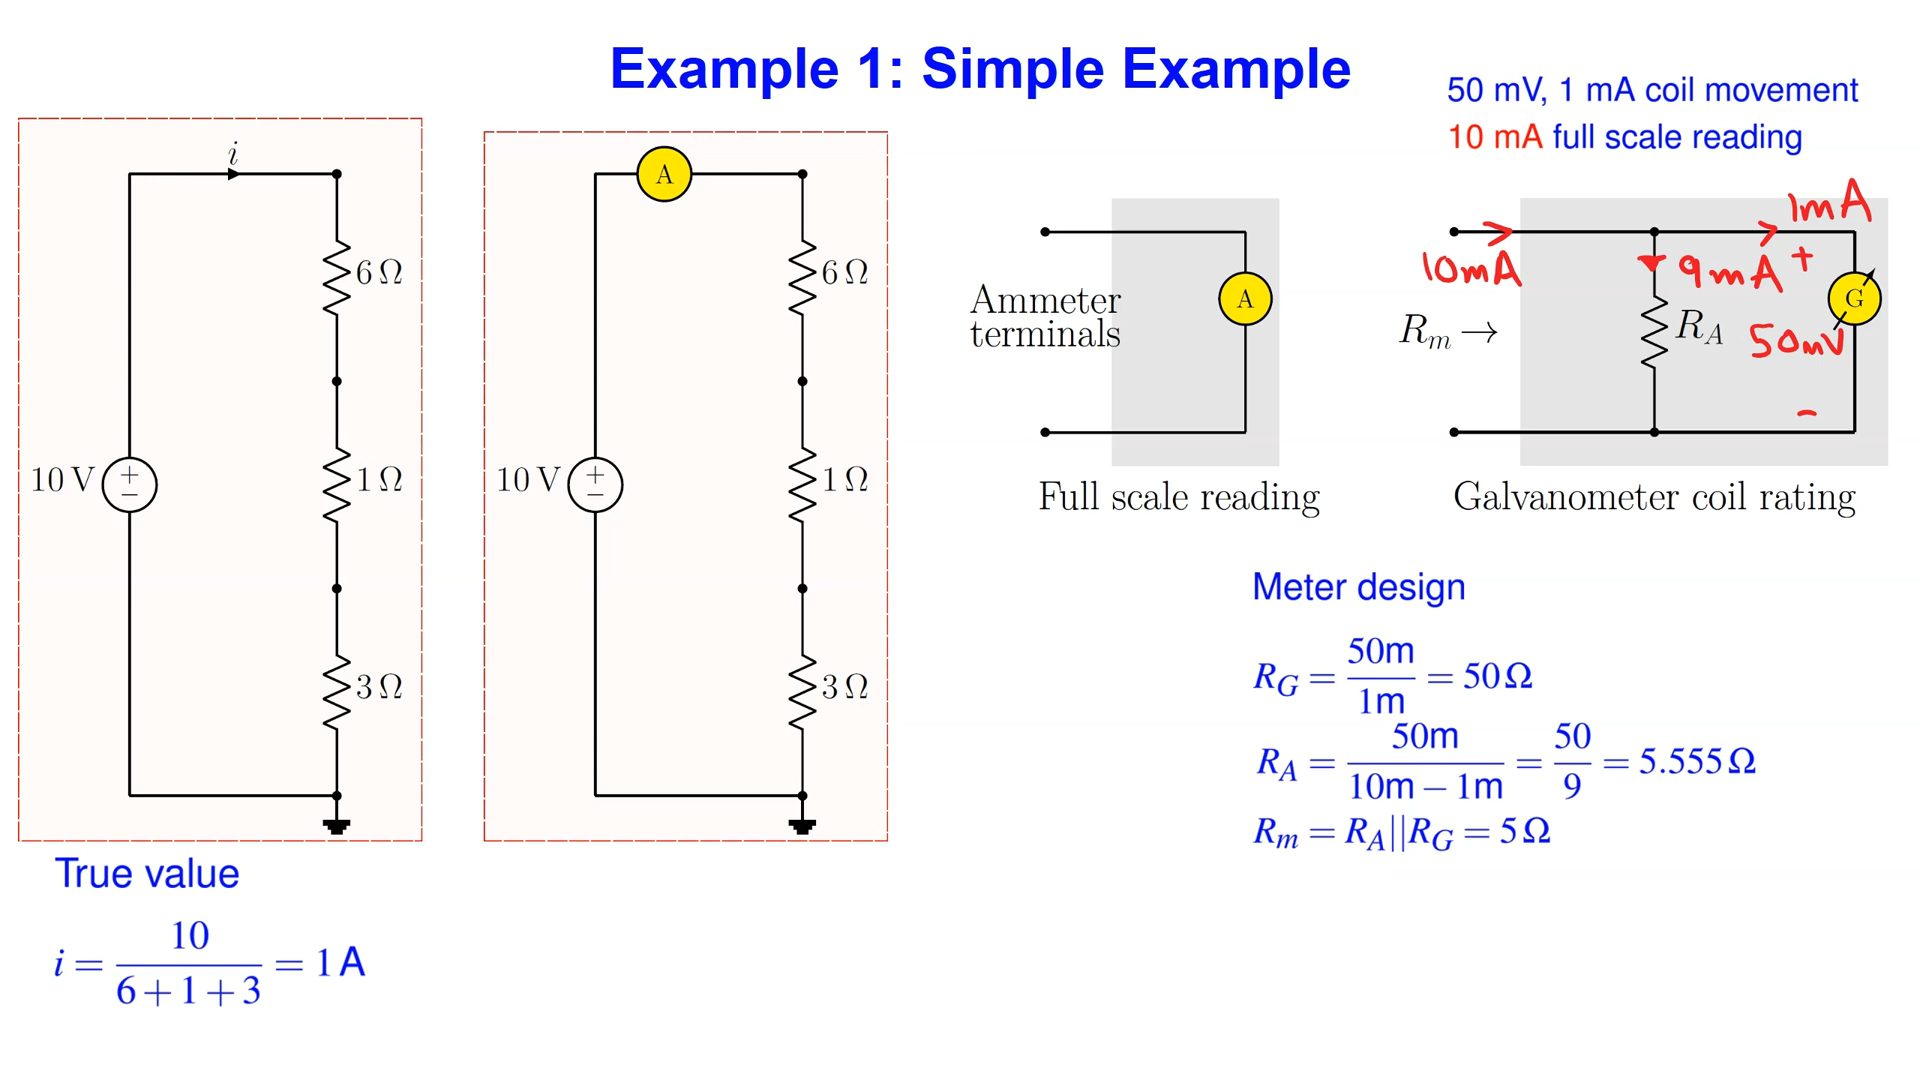 Example 1: Simple Example
50 mV, 1 mA coil movement
10 mA full scale reading
i
6 Ω
1 Ω
3 Ω
10 V
+
−
True value
i = 10 / (6+1+3) = 1 A
A
6 Ω
1 Ω
3 Ω
10 V
+
−
Ammeter
terminals
A
Full scale reading
1mA
10mA
9mA
+
G
R_m →
R_A
50mV
-
Galvanometer coil rating
Meter design
R_G = 50m / 1m = 50 Ω
R_A = 50m / (10m − 1m) = 50 / 9 = 5.555 Ω
R_m = R_A||R_G = 5 Ω